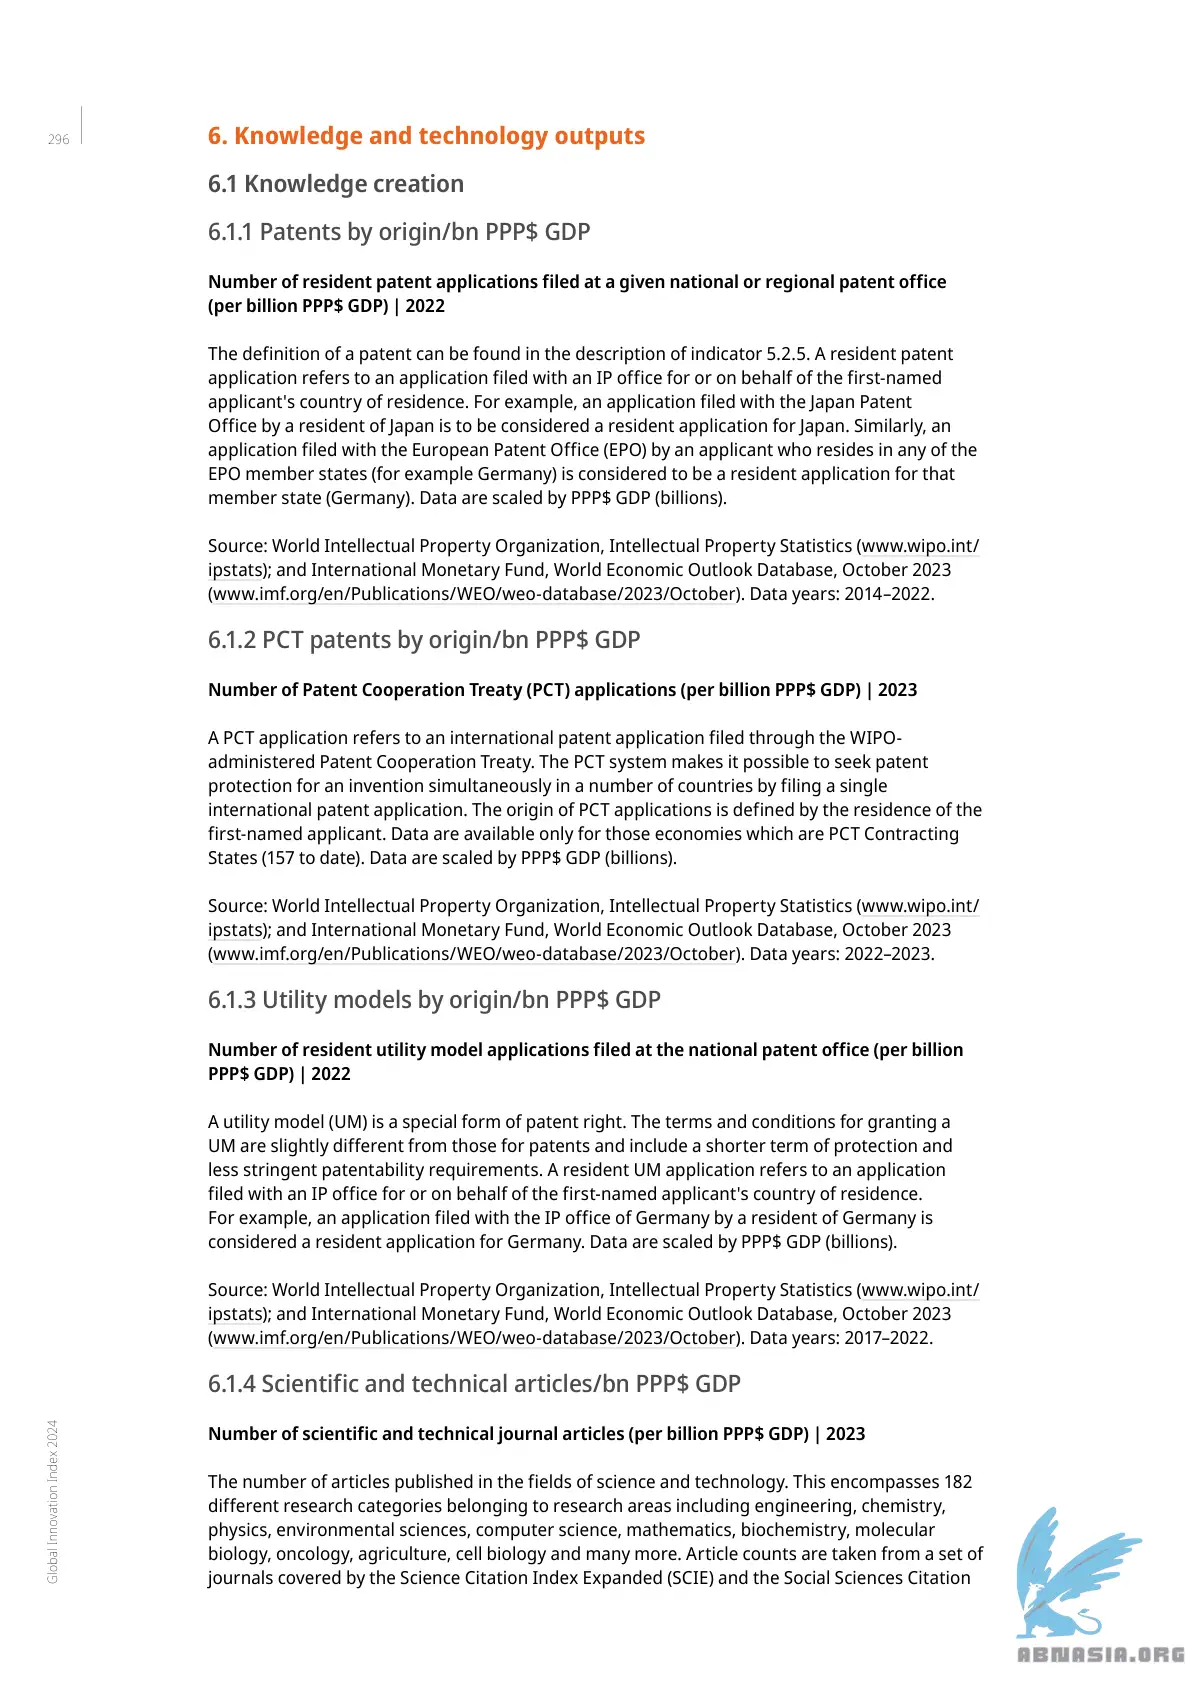 296
6. Knowledge and technology outputs
6.1 Knowledge creation
6.1.1 Patents by origin/bn PPP$ GDP
Number of resident patent applications filed at a given national or regional patent office
(per billion PPP$ GDP) | 2022
The definition of a patent can be found in the description of indicator 5.2.5. A resident patent
application refers to an application filed with an IP office for or on behalf of the first-named
applicant's country of residence. For example, an application filed with the Japan Patent
Office by a resident of Japan is to be considered a resident application for Japan. Similarly, an
application filed with the European Patent Office (EPO) by an applicant who resides in any of the
EPO member states (for example Germany) is considered to be a resident application for that
member state (Germany). Data are scaled by PPP$ GDP (billions).
Source: World Intellectual Property Organization, Intellectual Property Statistics (www.wipo.int/
ipstats); and International Monetary Fund, World Economic Outlook Database, October 2023
(www.imf.org/en/Publications/WEO/weo-database/2023/October). Data years: 2014–2022.
6.1.2 PCT patents by origin/bn PPP$ GDP
Number of Patent Cooperation Treaty (PCT) applications (per billion PPP$ GDP) | 2023
A PCT application refers to an international patent application filed through the WIPO-
administered Patent Cooperation Treaty. The PCT system makes it possible to seek patent
protection for an invention simultaneously in a number of countries by filing a single
international patent application. The origin of PCT applications is defined by the residence of the
first-named applicant. Data are available only for those economies which are PCT Contracting
States (157 to date). Data are scaled by PPP$ GDP (billions).
Source: World Intellectual Property Organization, Intellectual Property Statistics (www.wipo.int/
ipstats); and International Monetary Fund, World Economic Outlook Database, October 2023
(www.imf.org/en/Publications/WEO/weo-database/2023/October). Data years: 2022–2023.
6.1.3 Utility models by origin/bn PPP$ GDP
Number of resident utility model applications filed at the national patent office (per billion
PPP$ GDP) | 2022
A utility model (UM) is a special form of patent right. The terms and conditions for granting a
UM are slightly different from those for patents and include a shorter term of protection and
less stringent patentability requirements. A resident UM application refers to an application
filed with an IP office for or on behalf of the first-named applicant's country of residence.
For example, an application filed with the IP office of Germany by a resident of Germany is
considered a resident application for Germany. Data are scaled by PPP$ GDP (billions).
Source: World Intellectual Property Organization, Intellectual Property Statistics (www.wipo.int/
ipstats); and International Monetary Fund, World Economic Outlook Database, October 2023
(www.imf.org/en/Publications/WEO/weo-database/2023/October). Data years: 2017–2022.
6.1.4 Scientific and technical articles/bn PPP$ GDP
Number of scientific and technical journal articles (per billion PPP$ GDP) | 2023
The number of articles published in the fields of science and technology. This encompasses 182
different research categories belonging to research areas including engineering, chemistry,
physics, environmental sciences, computer science, mathematics, biochemistry, molecular
biology, oncology, agriculture, cell biology and many more. Article counts are taken from a set of
journals covered by the Science Citation Index Expanded (SCIE) and the Social Sciences Citation
Global Innovation Index 2024
ABNASIA.ORG